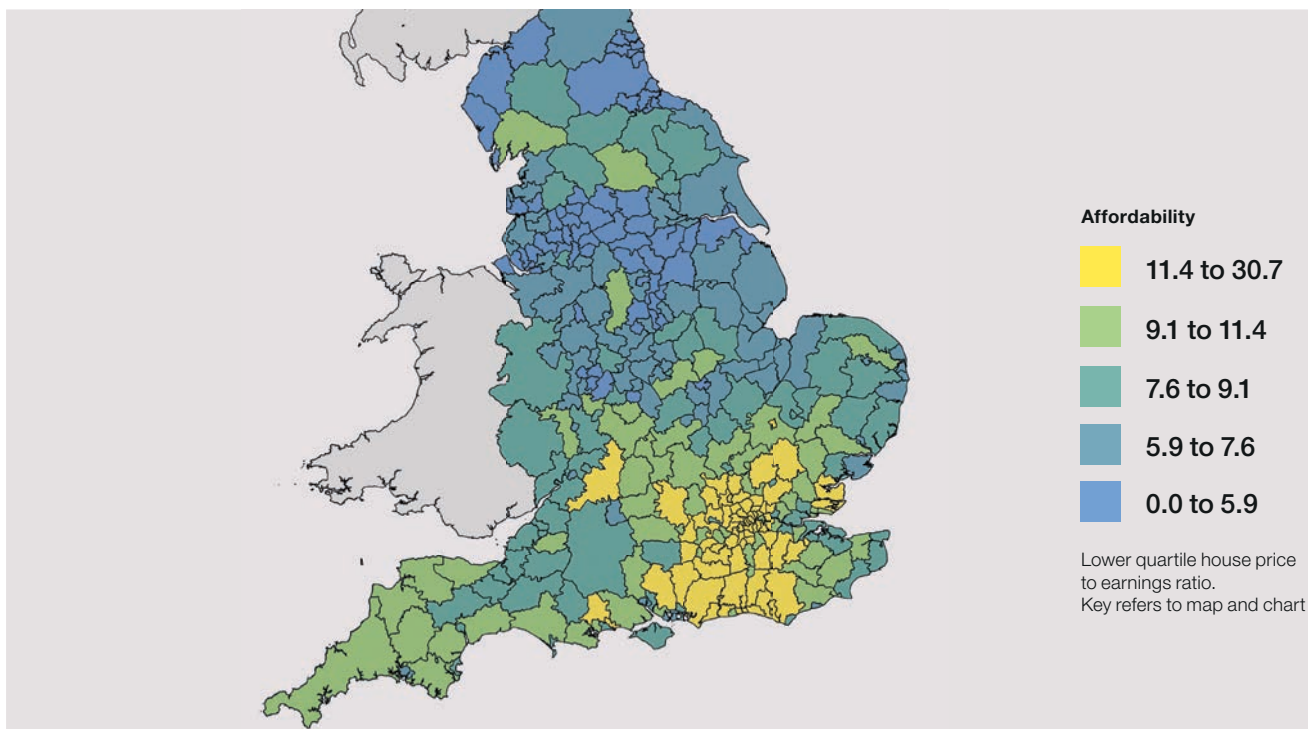 Affordability
11.4 to 30.7
9.1 to 11.4
7.6 to 9.1
5.9 to 7.6
0.0 to 5.9
Lower quartile house price
to earnings ratio.
Key refers to map and chart